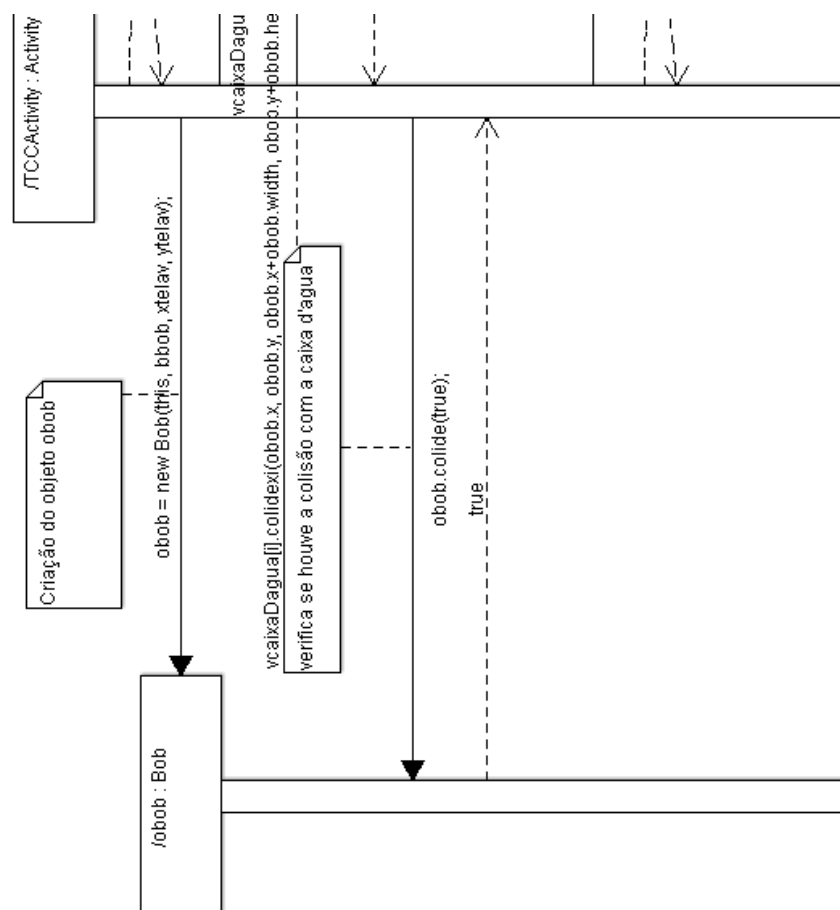 /TCCActivity : Activity
Criação do objeto obob
obob = new Bob(this, bbob, xtelav, ytelav);
/obob : Bob
vcaixaDagu
vcaixaDagua[i].colidexi(obob.x, obob.y, obob.x+obob.width, obob.y+obob.he
verifica se houve a colisão com a caixa d'agua
obob.colide(true);
true